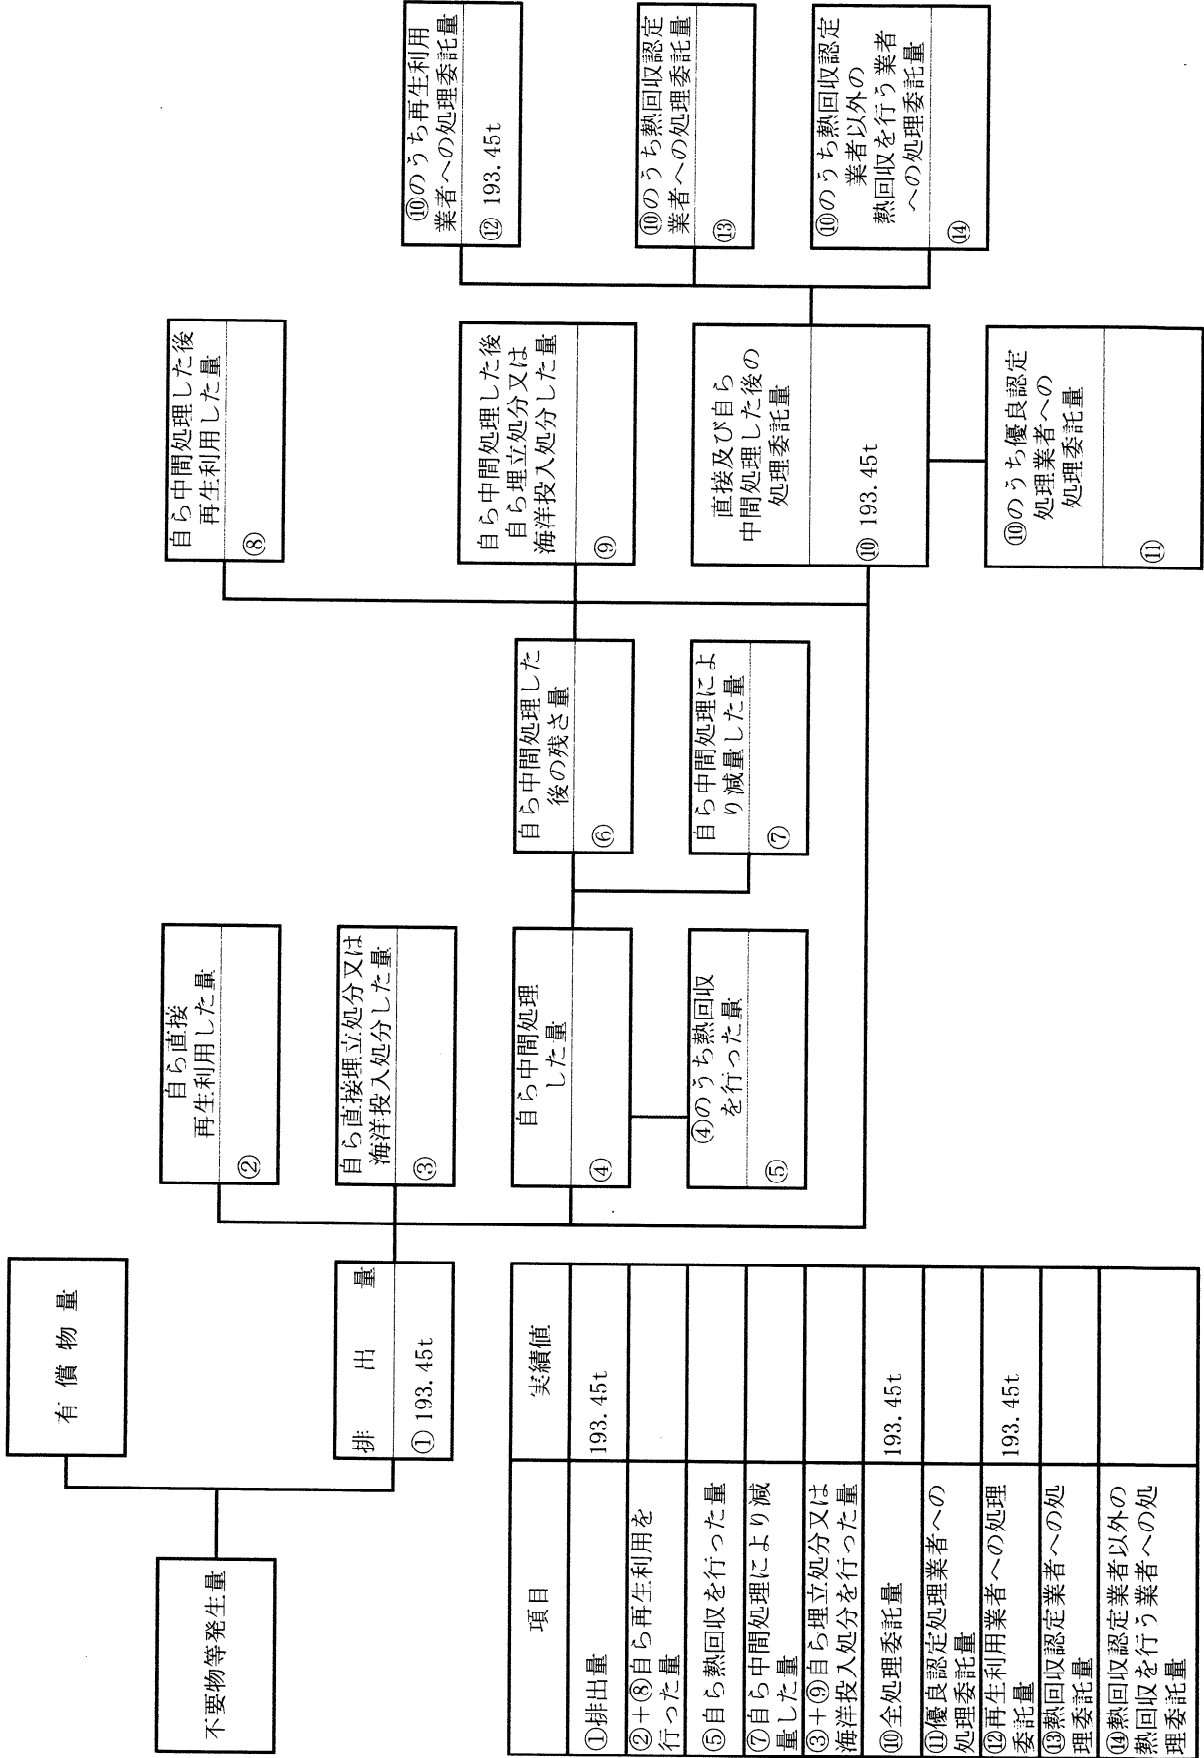 有償物量
不要物等発生量
排出量
① 193.45t
自ら直接
再生利用した量
②
自ら直接埋立処分又は
海洋投入処分した量
③
自ら中間処理
した量
④
④のうち熱回収
を行った量
⑤
自ら中間処理した
後の残さ量
⑥
自ら中間処理によ
り減量した量
⑦
自ら中間処理した後
再生利用した量
⑧
自ら中間処理した後
自ら埋立処分又は
海洋投入処分した量
⑨
直接及び自ら
中間処理した後の
処理委託量
⑩ 193.45t
⑩のうち優良認定
処理業者への
処理委託量
⑪
⑩のうち再生利用
業者への処理委託量
⑫ 193.45t
⑩のうち熱回収認定
業者への処理委託量
⑬
⑩のうち熱回収認定
業者以外の
熱回収を行う業者
への処理委託量
⑭
項目 実績値
①排出量 193.45t
②+⑧自ら再生利用を
行った量
⑤自ら熱回収を行った量
⑦自ら中間処理により減
量した量
③+⑨自ら埋立処分又は
海洋投入処分を行った量
⑩全処理委託量 193.45t
⑪優良認定処理業者への
処理委託量
⑫再生利用業者への処理
委託量 193.45t
⑬熱回収認定業者への処
理委託量
⑭熱回収認定業者以外の
熱回収を行う業者への処
理委託量